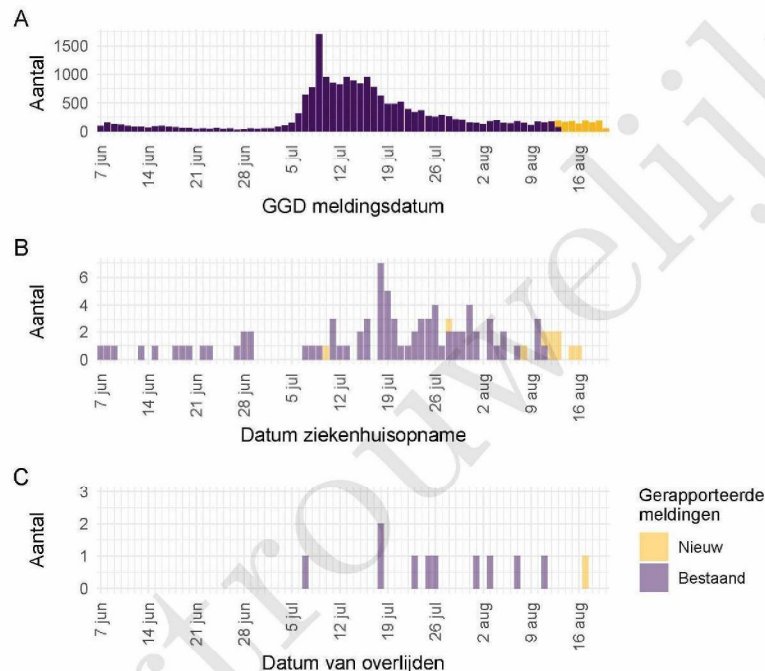 A
Aantal
1500
1000
500
0
7 jun 14 jun 21 jun 28 jun 5 jul 12 jul 19 jul 26 jul 2 aug 9 aug 16 aug
GGD meldingsdatum
B
Aantal
6
4
2
0
7 jun 14 jun 21 jun 28 jun 5 jul 12 jul 19 jul 26 jul 2 aug 9 aug 16 aug
Datum ziekenhuisopname
C
Aantal
3
2
1
0
7 jun 14 jun 21 jun 28 jun 5 jul 12 jul 19 jul 26 jul 2 aug 9 aug 16 aug
Datum van overlijden
Gerapporteerde
meldingen
Nieuw
Bestaand
rtrouwelijk